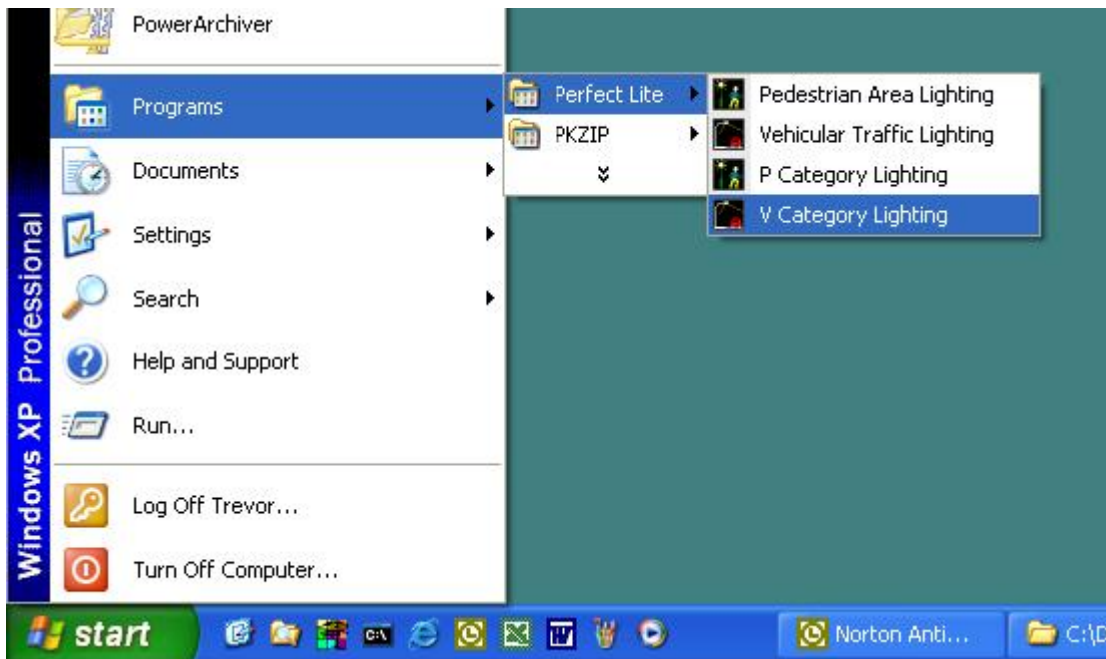 PowerArchiver
Programs
Documents
Settings
Search
Help and Support
Run...
Log Off Trevor...
Turn Off Computer...
Windows XP Professional
Perfect Lite
PKZIP
Pedestrian Area Lighting
Vehicular Traffic Lighting
P Category Lighting
V Category Lighting
start
C:\
Norton Anti...
C:\D